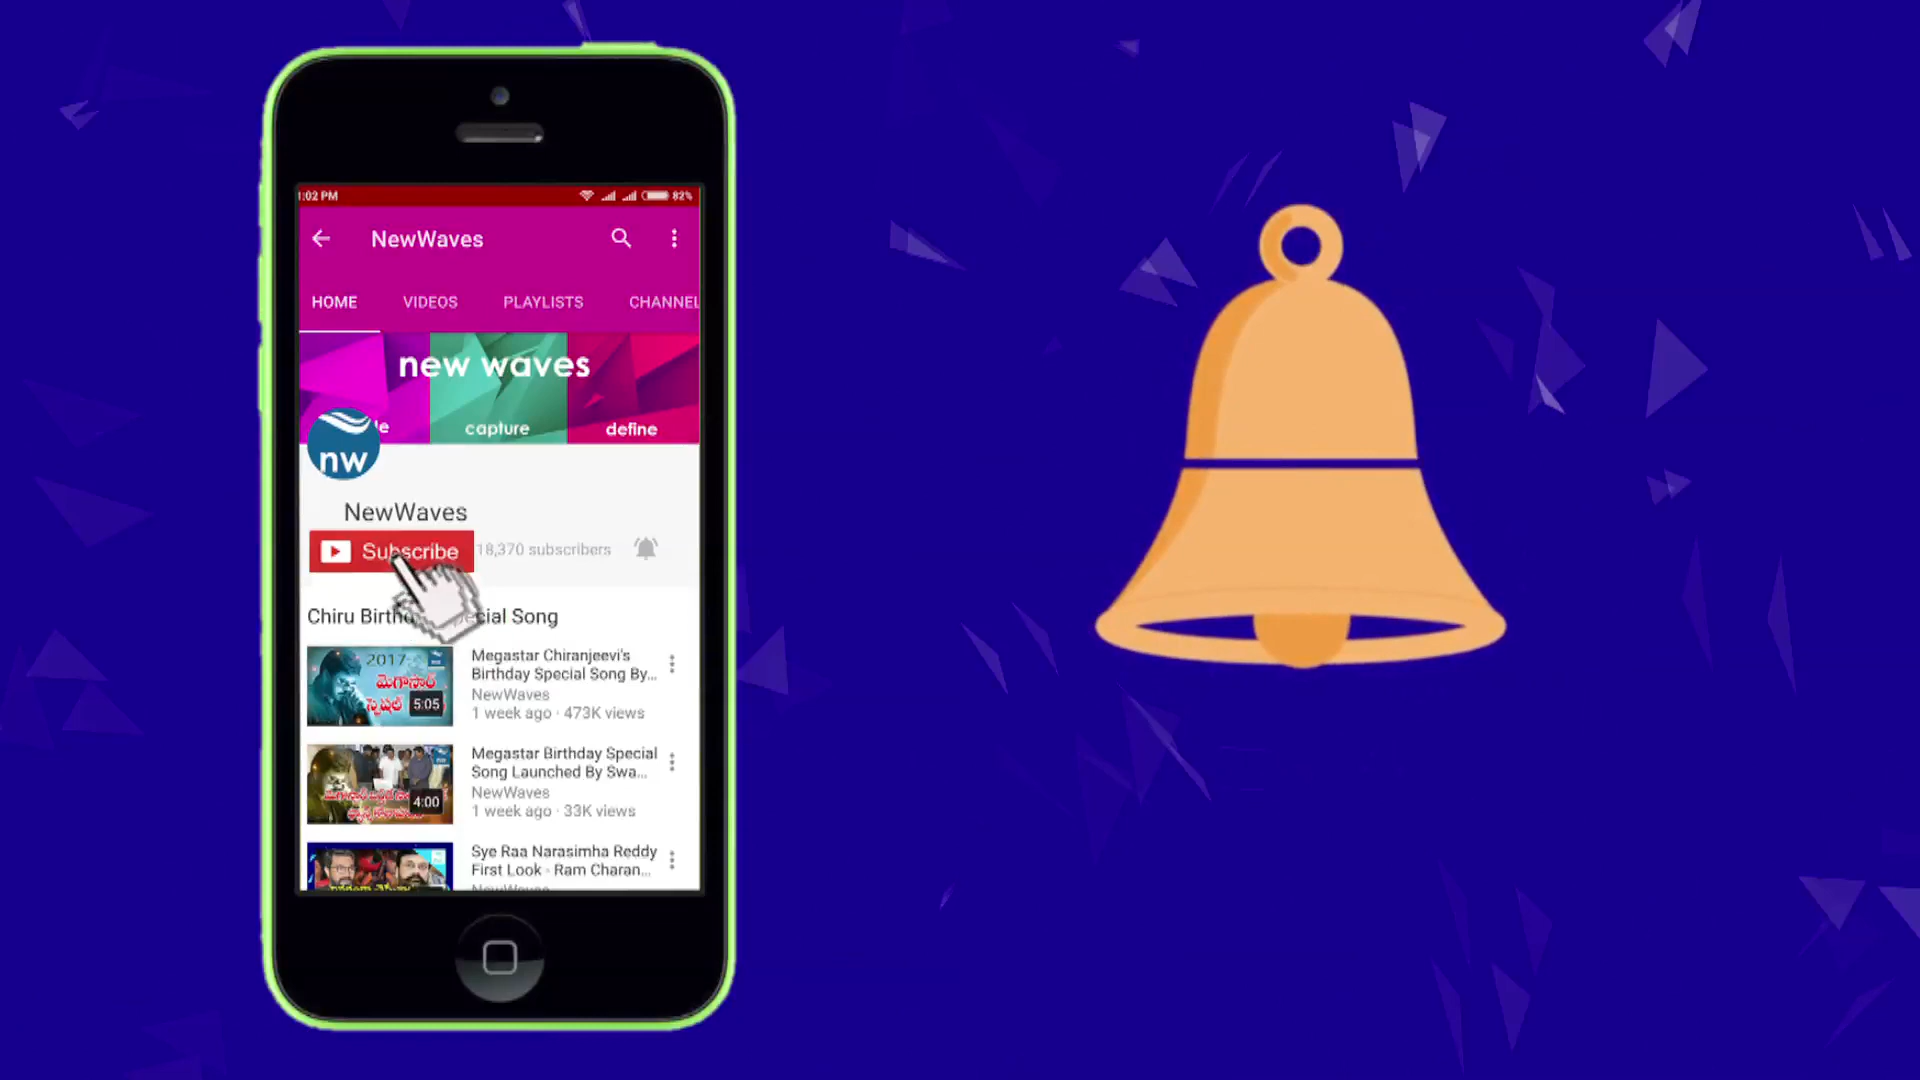 1:02 PM
82%
NewWaves
HOME VIDEOS PLAYLISTS CHANNEL
new waves
capture
define
nw
NewWaves
Subscribe
18,370 subscribers
Song
2017
మెగాస్టార్
స్పెషల్
5:05
Megastar Chiranjeevi's
Birthday Special Song By...
NewWaves
1 week ago · 473K views
nw
4:00
Megastar Birthday Special
Song Launched By Swa...
NewWaves
1 week ago · 33K views
Sye Raa Narasimha Reddy
First Look - Ram Charan...
NewWaves